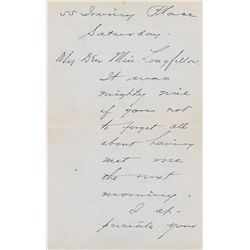 55 Irving Place
Saturday.
My Dear Miss Longfellow.
It was
mighty nice
of you not
to forget all
about having
met me
the next
morning.
I ap-
preciate your